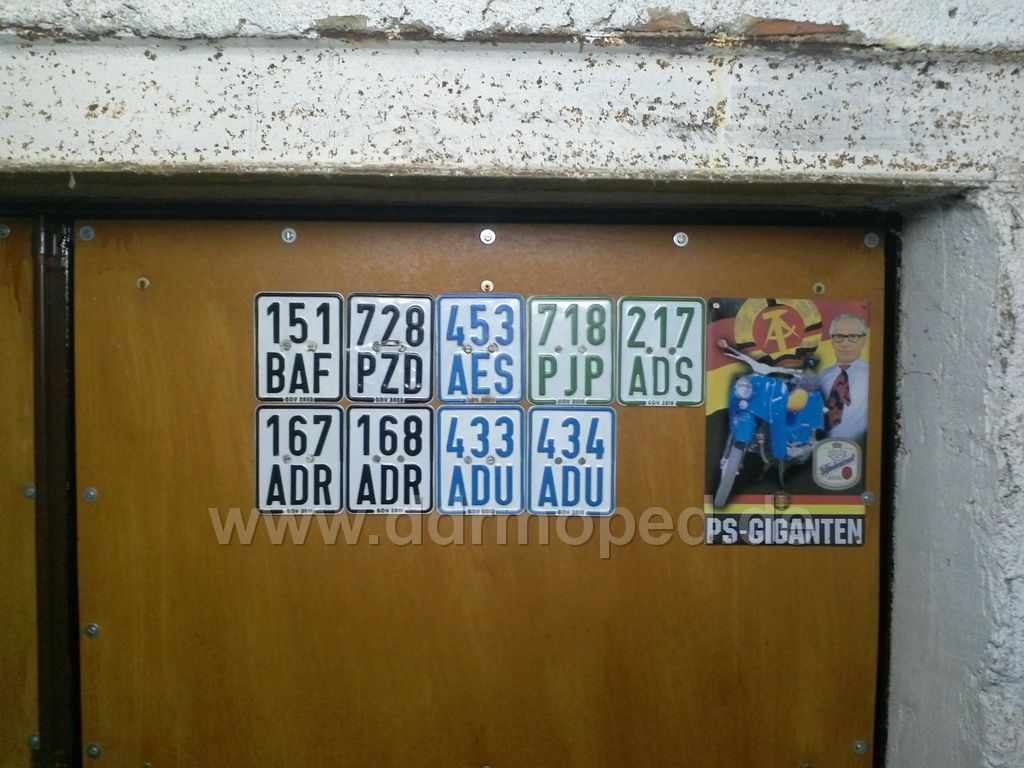 151
BAF
728
PZD
453
AES
718
PJP
217
ADS
167
ADR
168
ADR
433
ADU
434
ADU
PS-GIGANTEN
www.ddrmoped.de